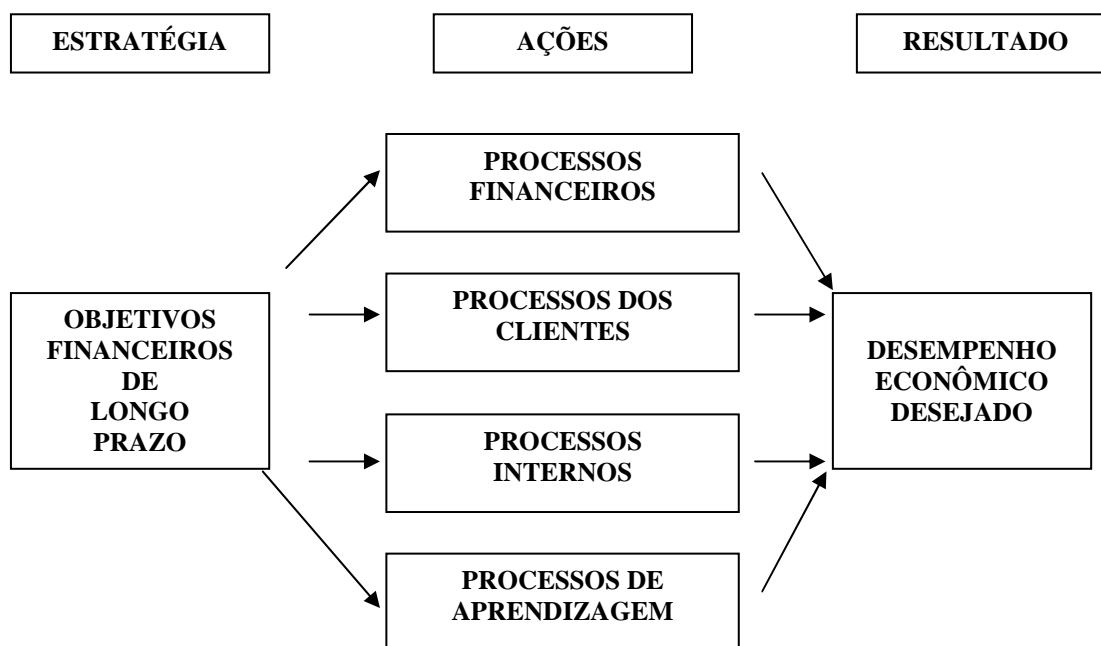 ESTRATÉGIA
AÇÕES
RESULTADO
PROCESSOS
FINANCEIROS
OBJETIVOS
FINANCEIROS
DE
LONGO
PRAZO
PROCESSOS DOS
CLIENTES
DESEMPENHO
ECONÔMICO
DESEJADO
PROCESSOS
INTERNOS
PROCESSOS DE
APRENDIZAGEM